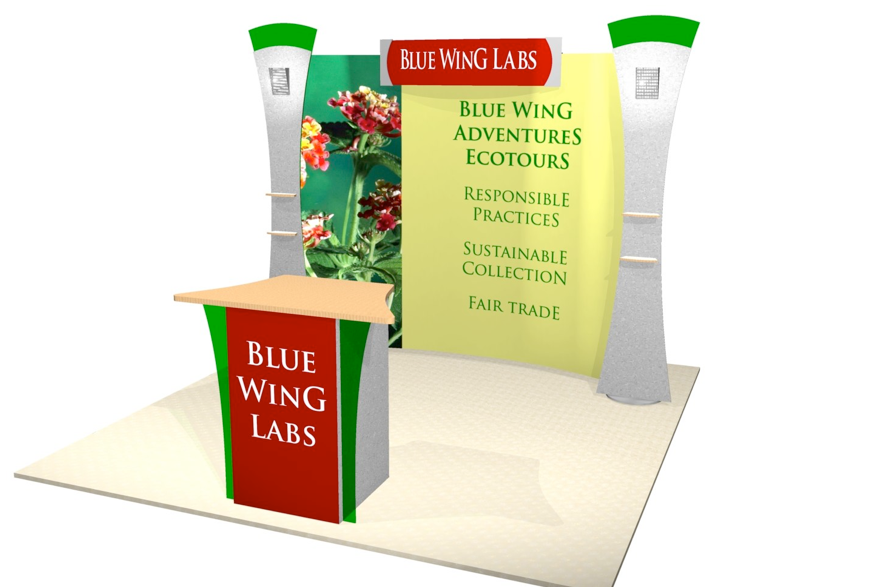 Blue Wing Labs
Blue Wing
Adventures
Ecotours
Responsible
Practices
Sustainable
Collection
Fair trade
Blue
Wing
Labs